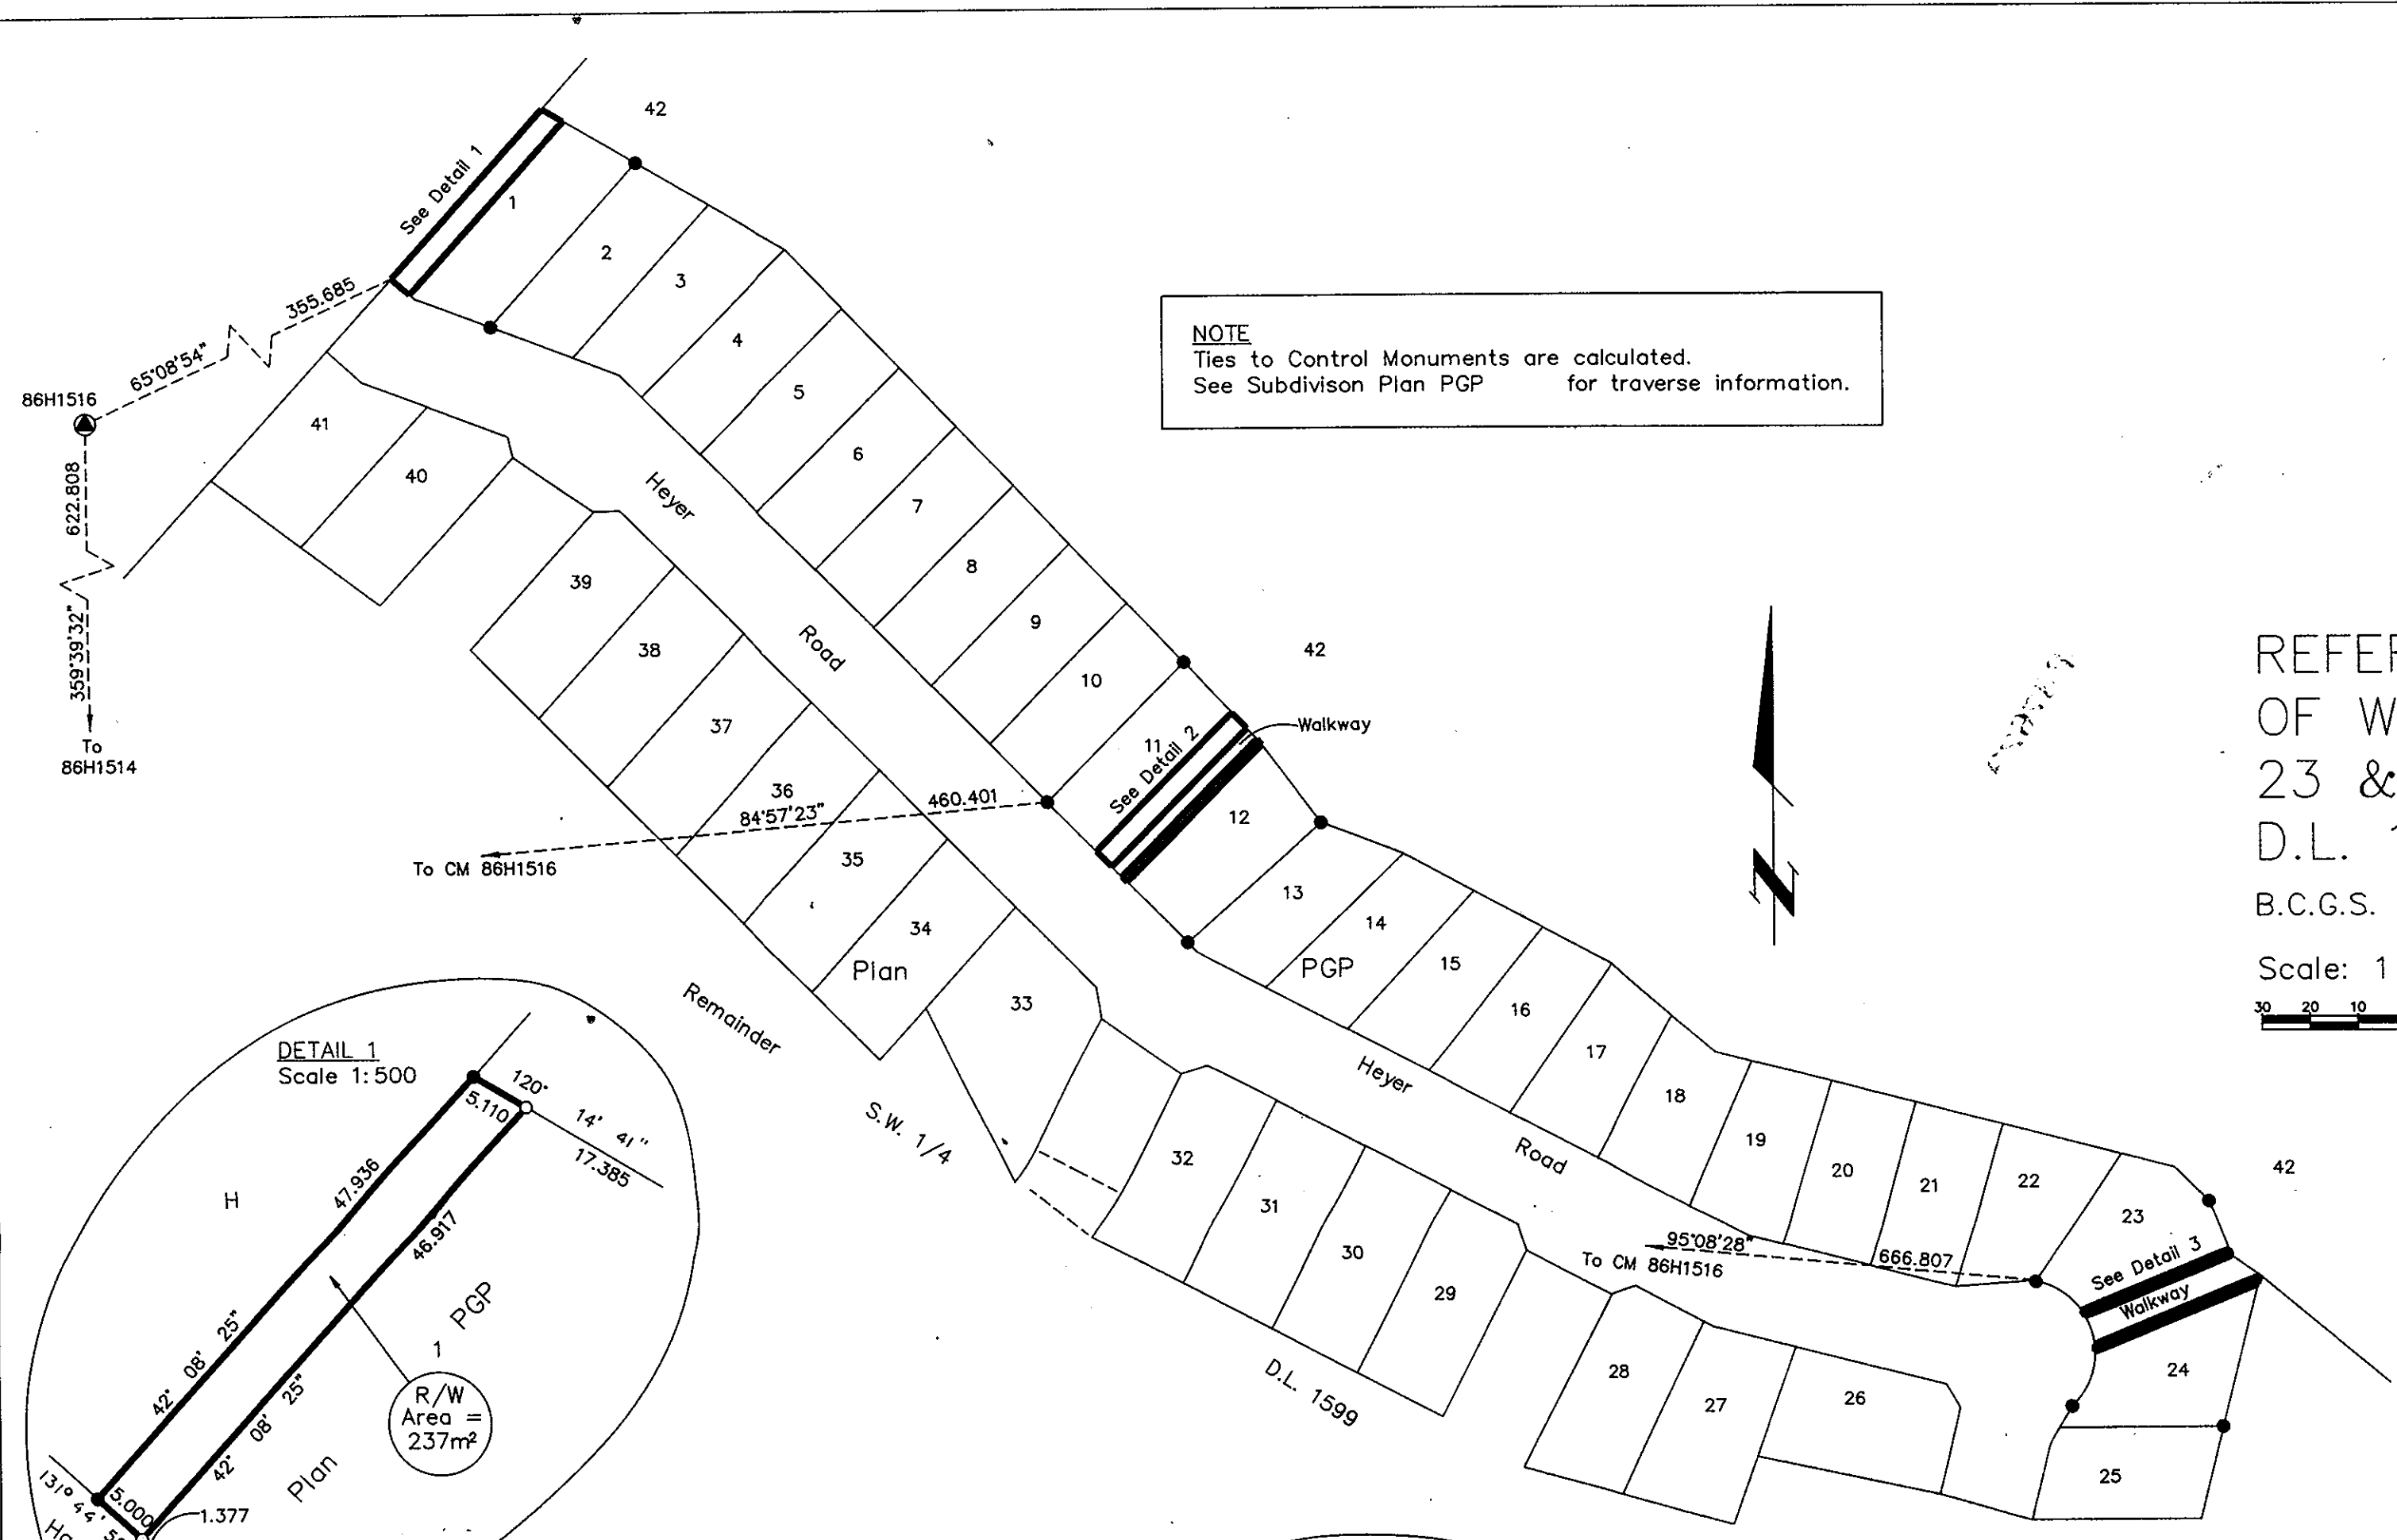 42
See Detail 1
1
2
3
4
5
6
7
8
9
10
11
See Detail 2
Walkway
12
13
14
15
16
17
18
19
20
21
22
23
See Detail 3
Walkway
24
25
26
27
28
29
30
31
32
33
34
35
36
37
38
39
40
41
42
42
355.685
65°08'54"
86H1516
622.808
359°39'32"
To
86H1514
NOTE
Ties to Control Monuments are calculated.
See Subdivison Plan PGP for traverse information.
Heyer
Road
460.401
84°57'23"
To CM 86H1516
Plan
PGP
Remainder
S.W. 1/4
D.L. 1599
Heyer
Road
95°08'28"
666.807
To CM 86H1516
N
OF
23 &
D.L.
B.C.G.S.
Scale: 1
30 20 10
DETAIL 1
Scale 1:500
120° 14' 41"
5.110
17.385
47.936
46.917
H
42° 08' 25"
42° 08' 25"
PGP
1
Plan
R/W
Area =
237m²
131° 44'
5.000
1.377